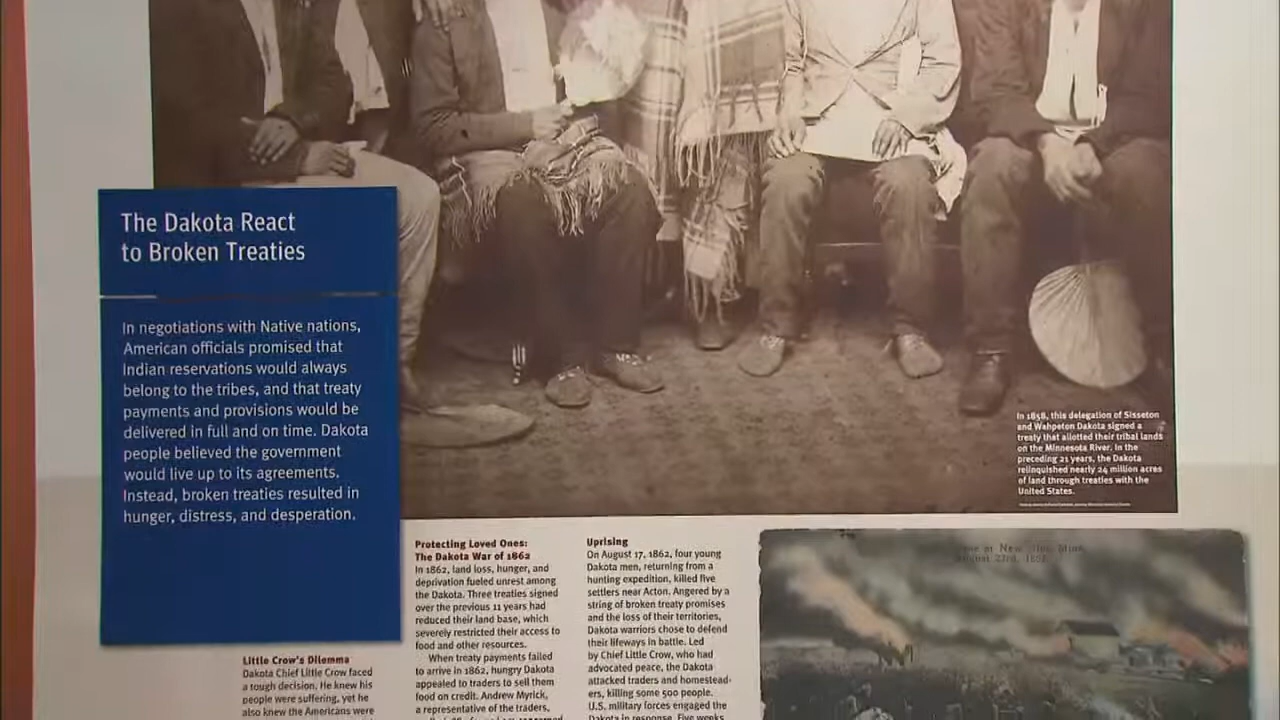 The Dakota React
to Broken Treaties
In negotiations with Native nations,
American officials promised that
Indian reservations would always
belong to the tribes, and that treaty
payments and provisions would be
delivered in full and on time. Dakota
people believed the government
would live up to its agreements.
Instead, broken treaties resulted in
hunger, distress, and desperation.
In 1858, this delegation of Sisseton
and Wahpeton Dakota signed a
treaty that allotted their tribal lands
on the Minnesota River. In the
preceding 21 years, the Dakota
relinquished nearly 24 million acres
of land through treaties with the
United States.
Little Crow's Dilemma
Dakota Chief Little Crow faced
a tough decision. He knew his
people were suffering, yet he
also knew the Americans were
Protecting Loved Ones:
The Dakota War of 1862
In 1862, land loss, hunger, and
deprivation fueled unrest among
the Dakota. Three treaties signed
over the previous 11 years had
reduced their land base, which
severely restricted their access to
food and other resources.
When treaty payments failed
to arrive in 1862, hungry Dakota
appealed to traders to sell them
food on credit. Andrew Myrick,
a representative of the traders,
Uprising
On August 17, 1862, four young
Dakota men, returning from a
hunting expedition, killed five
settlers near Acton. Angered by a
string of broken treaty promises
and the loss of their territories,
Dakota warriors chose to defend
their lifeways in battle. Led
by Chief Little Crow, who had
advocated peace, the Dakota
attacked traders and homestead-
ers, killing some 500 people.
U.S. military forces engaged the
Dakota in response. Five weeks
at New Ulm Minn
August 23rd, 1862